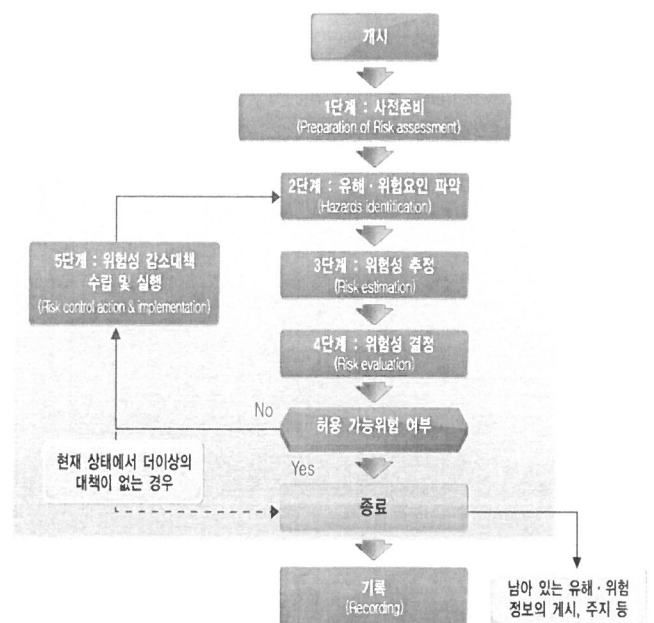 개시
1단계 : 사전준비
(Preparation of Risk assessment)
2단계 : 유해 · 위험요인 파악
(Hazards identification)
5단계 : 위험성 감소대책
수립 및 실행
(Risk control action & implementation)
3단계 : 위험성 추정
(Risk estimation)
4단계 : 위험성 결정
(Risk evaluation)
No
허용 가능위험 여부
현재 상태에서 더이상의
대책이 없는 경우
Yes
종료
기록
(Recording)
남아 있는 유해 · 위험
정보의 게시, 주지 등